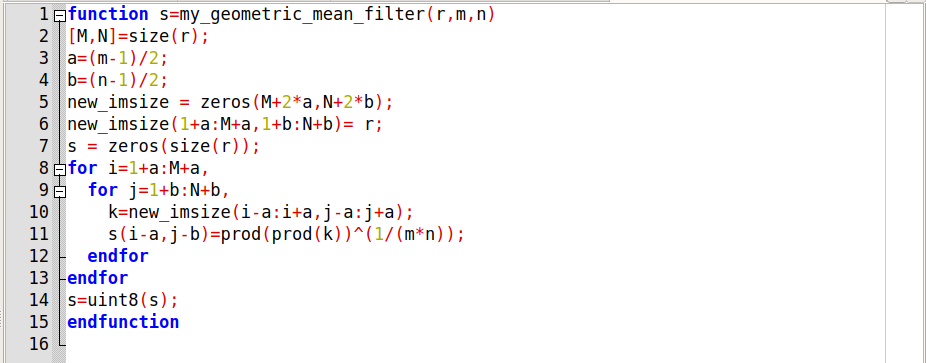 1 function s=my_geometric_mean_filter(r,m,n)
2 [M,N]=size(r);
3 a=(m-1)/2;
4 b=(n-1)/2;
5 new_imsize = zeros(M+2*a,N+2*b);
6 new_imsize(1+a:M+a,1+b:N+b)= r;
7 s = zeros(size(r));
8 for i=1+a:M+a,
9   for j=1+b:N+b,
10     k=new_imsize(i-a:i+a,j-a:j+a);
11     s(i-a,j-b)=prod(prod(k))^(1/(m*n));
12   endfor
13 endfor
14 s=uint8(s);
15 endfunction
16